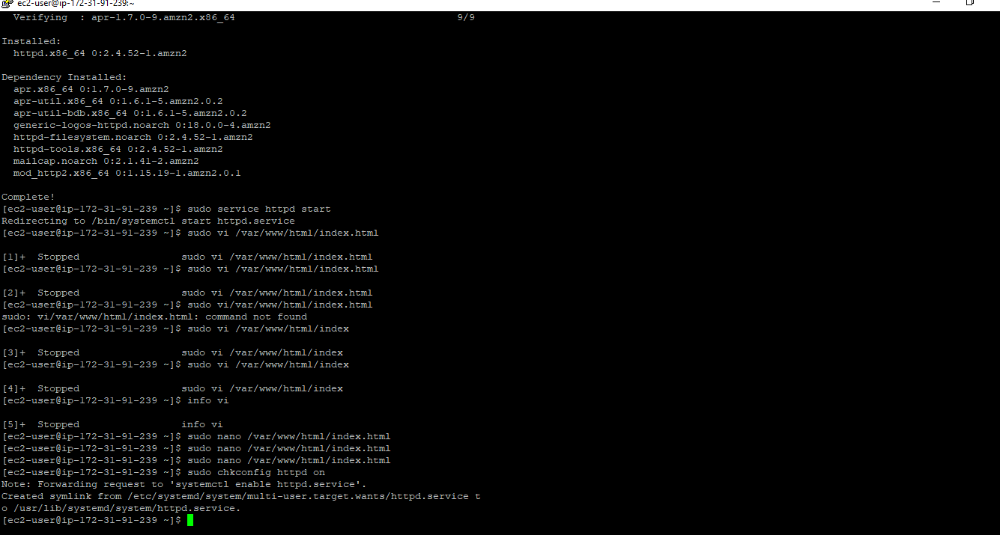 ec2-user@ip-172-31-91-239:~
Verifying  : apr-1.7.0-9.amzn2.x86_64                                     9/9
Installed:
  httpd.x86_64 0:2.4.52-1.amzn2
Dependency Installed:
  apr.x86_64 0:1.7.0-9.amzn2
  apr-util.x86_64 0:1.6.1-5.amzn2.0.2
  apr-util-bdb.x86_64 0:1.6.1-5.amzn2.0.2
  generic-logos-httpd.noarch 0:18.0.0-4.amzn2
  httpd-filesystem.noarch 0:2.4.52-1.amzn2
  httpd-tools.x86_64 0:2.4.52-1.amzn2
  mailcap.noarch 0:2.1.41-2.amzn2
  mod_http2.x86_64 0:1.15.19-1.amzn2.0.1
Complete!
[ec2-user@ip-172-31-91-239 ~]$ sudo service httpd start
Redirecting to /bin/systemctl start httpd.service
[ec2-user@ip-172-31-91-239 ~]$ sudo vi /var/www/html/index.html
[1]+  Stopped                 sudo vi /var/www/html/index.html
[ec2-user@ip-172-31-91-239 ~]$ sudo vi /var/www/html/index.html
[2]+  Stopped                 sudo vi /var/www/html/index.html
[ec2-user@ip-172-31-91-239 ~]$ sudo vi/var/www/html/index.html
sudo: vi/var/www/html/index.html: command not found
[ec2-user@ip-172-31-91-239 ~]$ sudo vi /var/www/html/index
[3]+  Stopped                 sudo vi /var/www/html/index
[ec2-user@ip-172-31-91-239 ~]$ sudo vi /var/www/html/index
[4]+  Stopped                 sudo vi /var/www/html/index
[ec2-user@ip-172-31-91-239 ~]$ info vi
[5]+  Stopped                 info vi
[ec2-user@ip-172-31-91-239 ~]$ sudo nano /var/www/html/index.html
[ec2-user@ip-172-31-91-239 ~]$ sudo nano /var/www/html/index.html
[ec2-user@ip-172-31-91-239 ~]$ sudo nano /var/www/html/index.html
[ec2-user@ip-172-31-91-239 ~]$ sudo chkconfig httpd on
Note: Forwarding request to 'systemctl enable httpd.service'.
Created symlink from /etc/systemd/system/multi-user.target.wants/httpd.service t
o /usr/lib/systemd/system/httpd.service.
[ec2-user@ip-172-31-91-239 ~]$